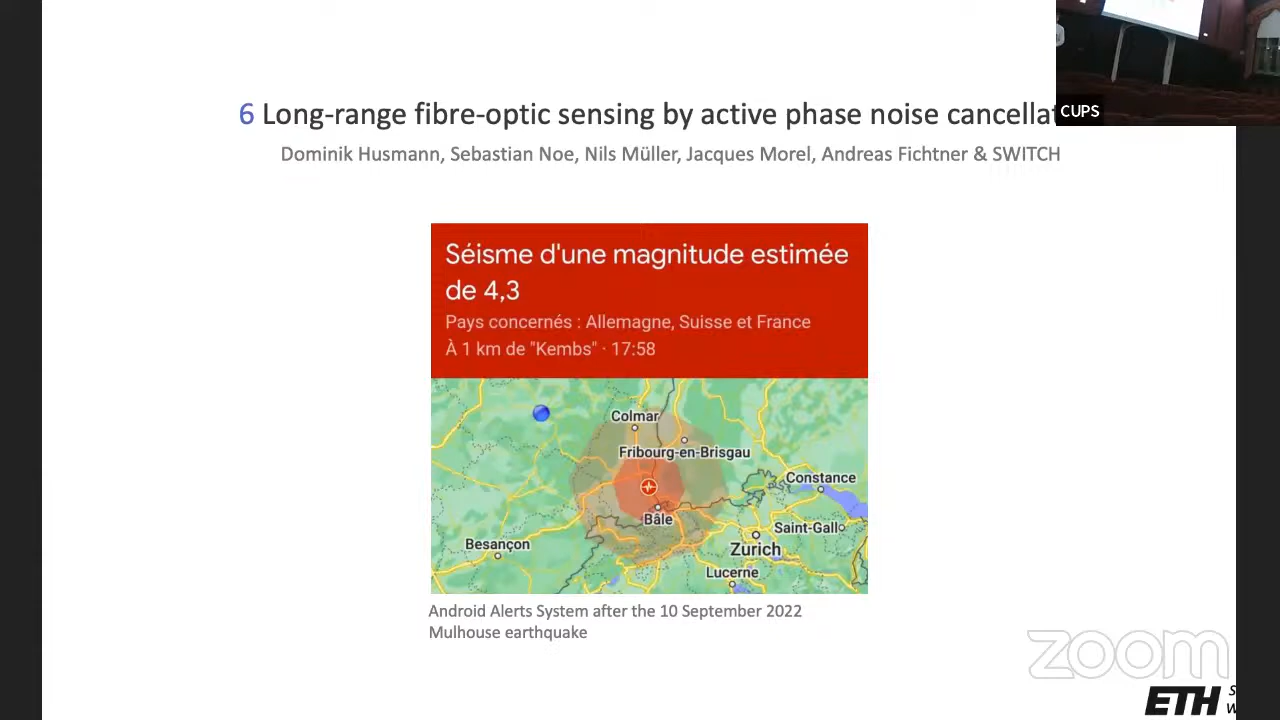 6 Long-range fibre-optic sensing by active phase noise
CUPS
Dominik Husmann, Sebastian Noe, Nils Müller, Jacques Morel, Andreas Fichtner & SWITCH
Séisme d'une magnitude estimée
de 4,3
Pays concernés : Allemagne, Suisse et France
À 1 km de "Kembs" · 17:58
Colmar
Fribourg-en-Brisgau
Constance
Bâle
Saint-Gall
Besançon
Zurich
Lucerne
Android Alerts System after the 10 September 2022
Mulhouse earthquake
zoom
ETH